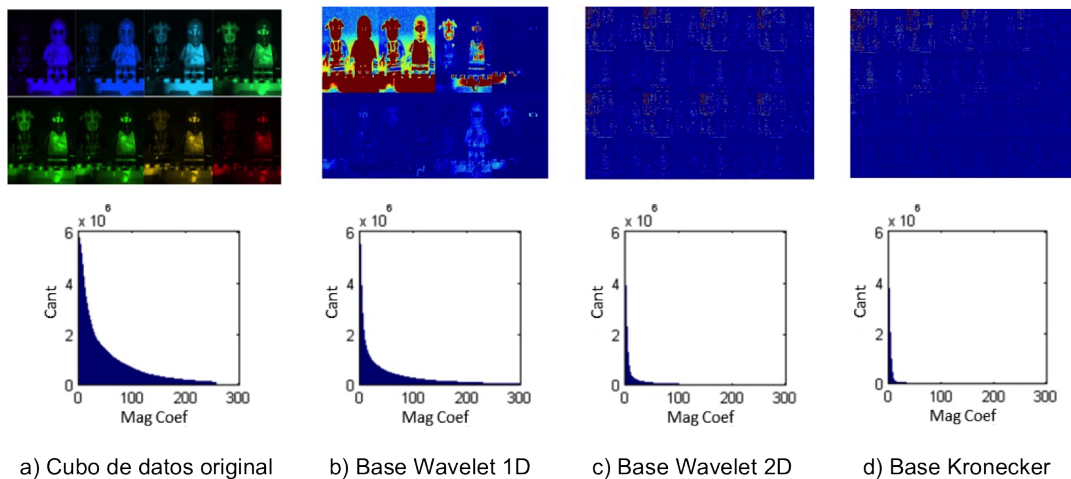 x 10^6
6
4
2
0
Cant
0 100 200 300
Mag Coef
x 10^6
6
4
2
0
Cant
0 100 200 300
Mag Coef
x 10^6
6
4
2
0
Cant
0 100 200 300
Mag Coef
x 10^6
6
4
2
0
Cant
0 100 200 300
Mag Coef
a) Cubo de datos original
b) Base Wavelet 1D
c) Base Wavelet 2D
d) Base Kronecker